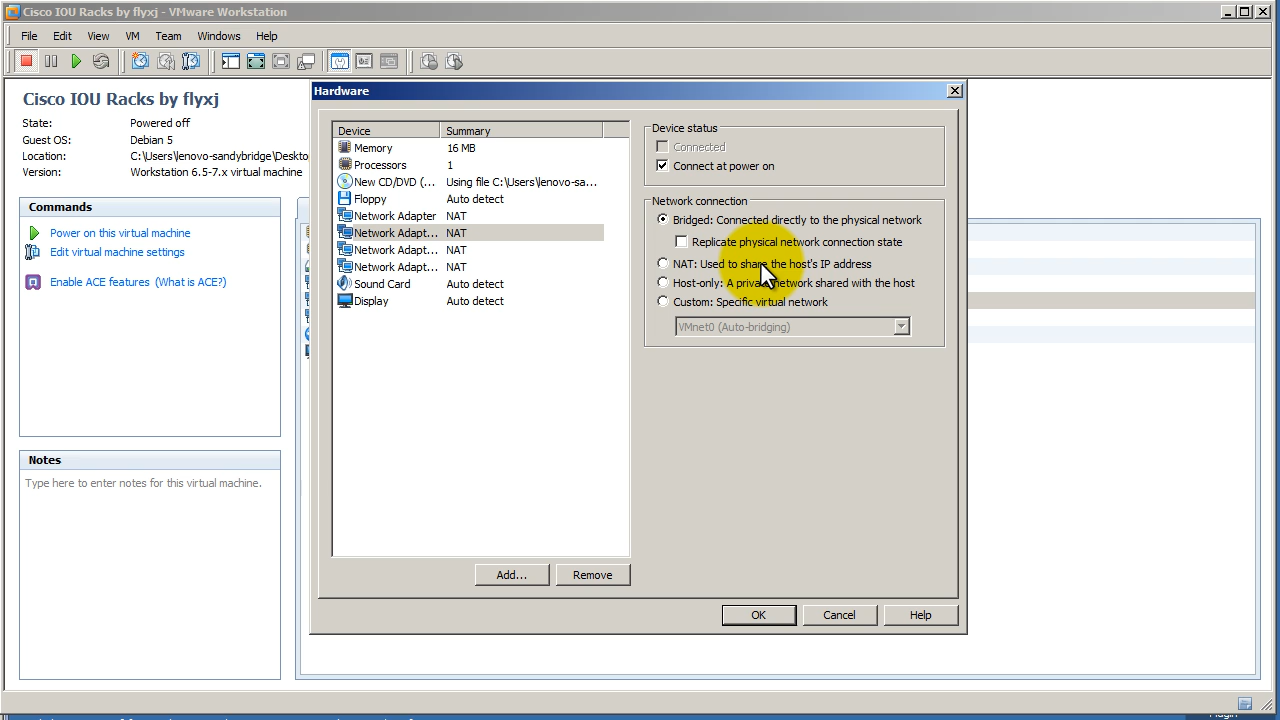 Cisco IOU Racks by flyxj - VMware Workstation
File Edit View VM Team Windows Help
Cisco IOU Racks by flyxj
State: Powered off
Guest OS: Debian 5
Location: C:\Users\lenovo-sandybridge\Deskto
Version: Workstation 6.5-7.x virtual machine
Commands
Power on this virtual machine
Edit virtual machine settings
Enable ACE features (What is ACE?)
Notes
Type here to enter notes for this virtual machine.
Hardware
Device Summary
Memory 16 MB
Processors 1
New CD/DVD (... Using file C:\Users\lenovo-sa...
Floppy Auto detect
Network Adapter NAT
Network Adapt... NAT
Network Adapt... NAT
Network Adapt... NAT
Sound Card Auto detect
Display Auto detect
Add... Remove
Device status
Connected
Connect at power on
Network connection
Bridged: Connected directly to the physical network
Replicate physical network connection state
NAT: Used to share the host's IP address
Host-only: A private network shared with the host
Custom: Specific virtual network
VMnet0 (Auto-bridging)
OK Cancel Help